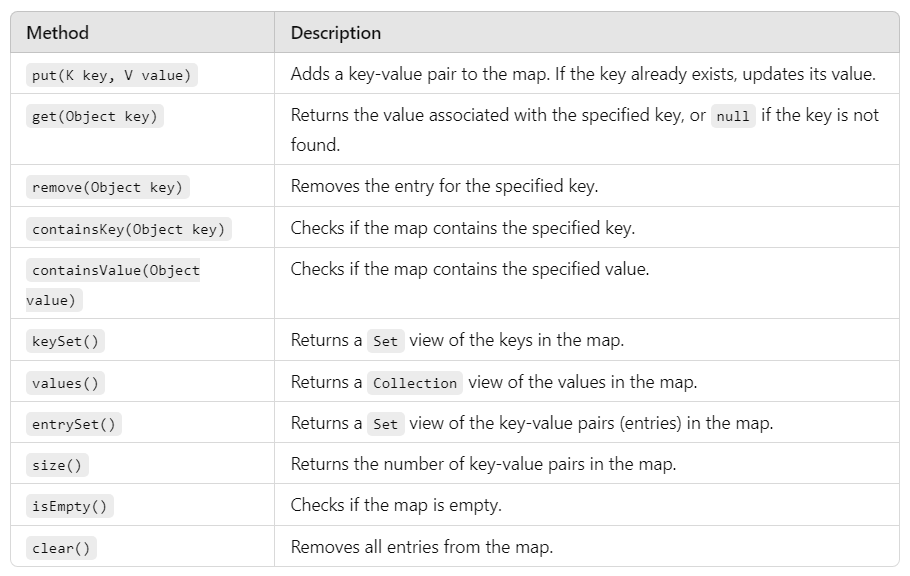 Method Description
put(K key, V value) Adds a key-value pair to the map. If the key already exists, updates its value.
get(Object key) Returns the value associated with the specified key, or null if the key is not
found.
remove(Object key) Removes the entry for the specified key.
containsKey(Object key) Checks if the map contains the specified key.
containsValue(Object Checks if the map contains the specified value.
value)
keySet() Returns a Set view of the keys in the map.
values() Returns a Collection view of the values in the map.
entrySet() Returns a Set view of the key-value pairs (entries) in the map.
size() Returns the number of key-value pairs in the map.
isEmpty() Checks if the map is empty.
clear() Removes all entries from the map.